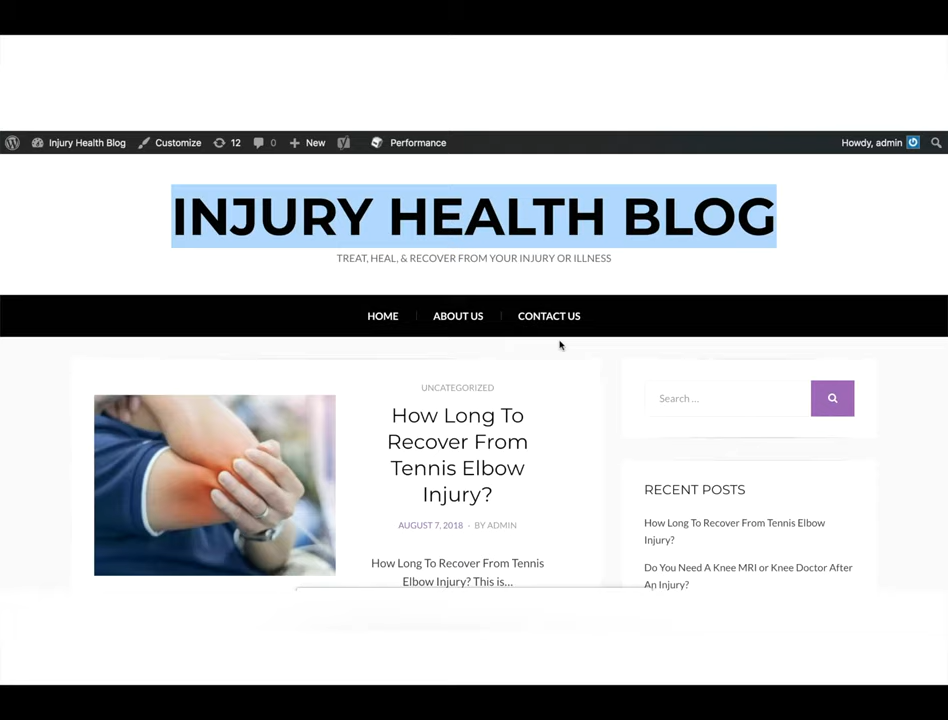 Injury Health Blog Customize 12 0 New Performance Howdy, admin
INJURY HEALTH BLOG
TREAT, HEAL, & RECOVER FROM YOUR INJURY OR ILLNESS
HOME ABOUT US CONTACT US
UNCATEGORIZED
How Long To
Recover From
Tennis Elbow
Injury?
AUGUST 7, 2018 - BY ADMIN
How Long To Recover From Tennis
Elbow Injury? This is...
Search ...
RECENT POSTS
How Long To Recover From Tennis Elbow
Injury?
Do You Need A Knee MRI or Knee Doctor After
An Injury?